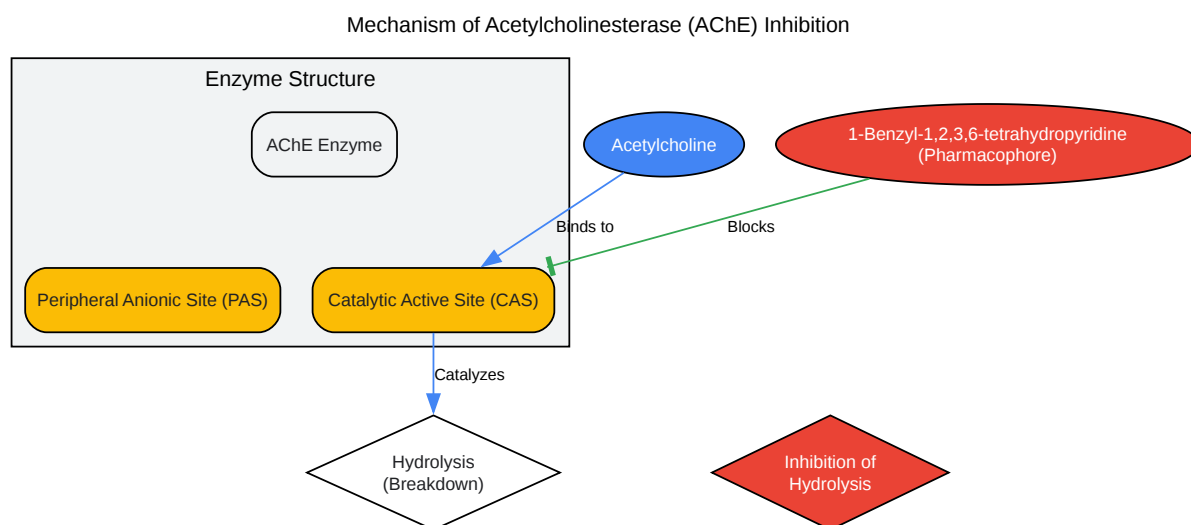 Mechanism of Acetylcholinesterase (AChE) Inhibition
Enzyme Structure
AChE Enzyme
Acetylcholine
1-Benzyl-1,2,3,6-tetrahydropyridine
(Pharmacophore)
Binds to
Blocks
Peripheral Anionic Site (PAS)
Catalytic Active Site (CAS)
Catalyzes
Hydrolysis
(Breakdown)
Inhibition of
Hydrolysis